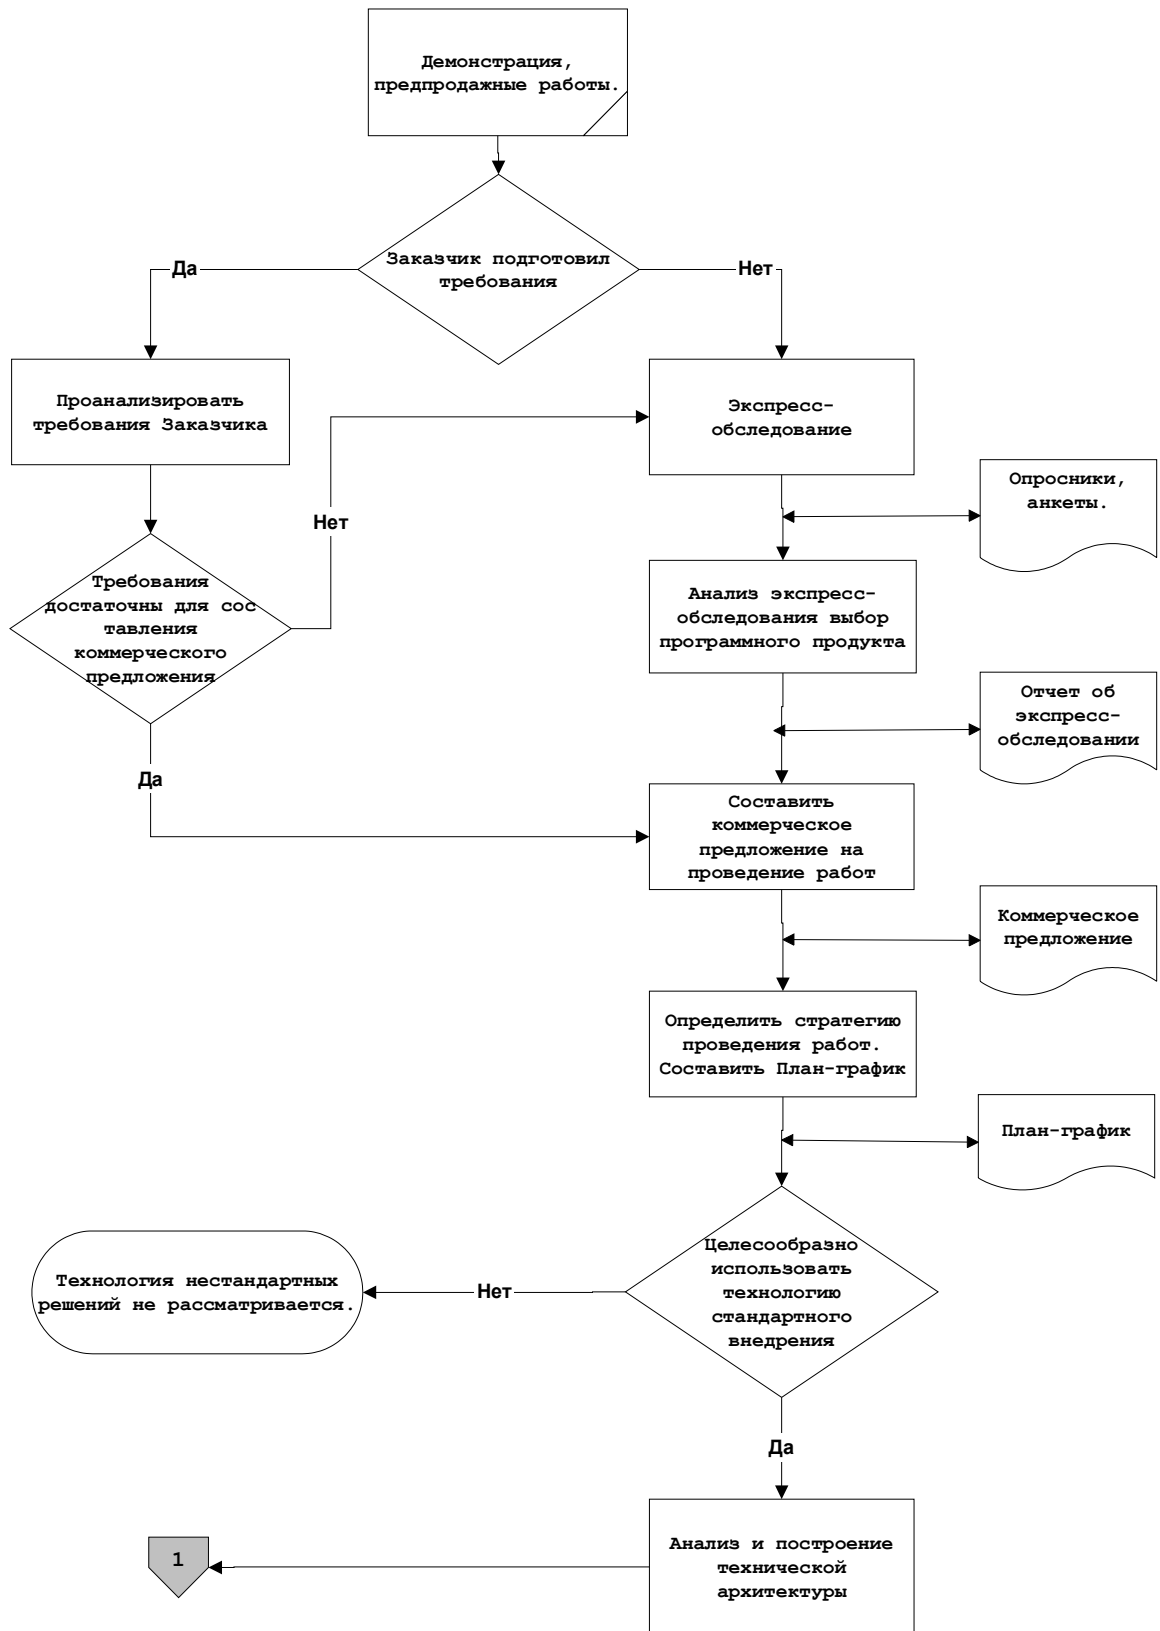 Демонстрация,
предпродажные работы.
Заказчик подготовил
требования
Да
Нет
Проанализировать
требования Заказчика
Экспресс-
обследование
Опросники,
анкеты.
Нет
Требования
достаточны для сос
тавления
коммерческого
предложения
Анализ экспресс-
обследования выбор
программного продукта
Отчет об
экспресс-
обследовании
Да
Составить
коммерческое
предложение на
проведение работ
Коммерческое
предложение
Определить стратегию
проведения работ.
Составить План-график
План-график
Целесообразно
использовать
технологию
стандартного
внедрения
Нет
Технология нестандартных
решений не рассматривается.
Да
Анализ и построение
технической
архитектуры
1